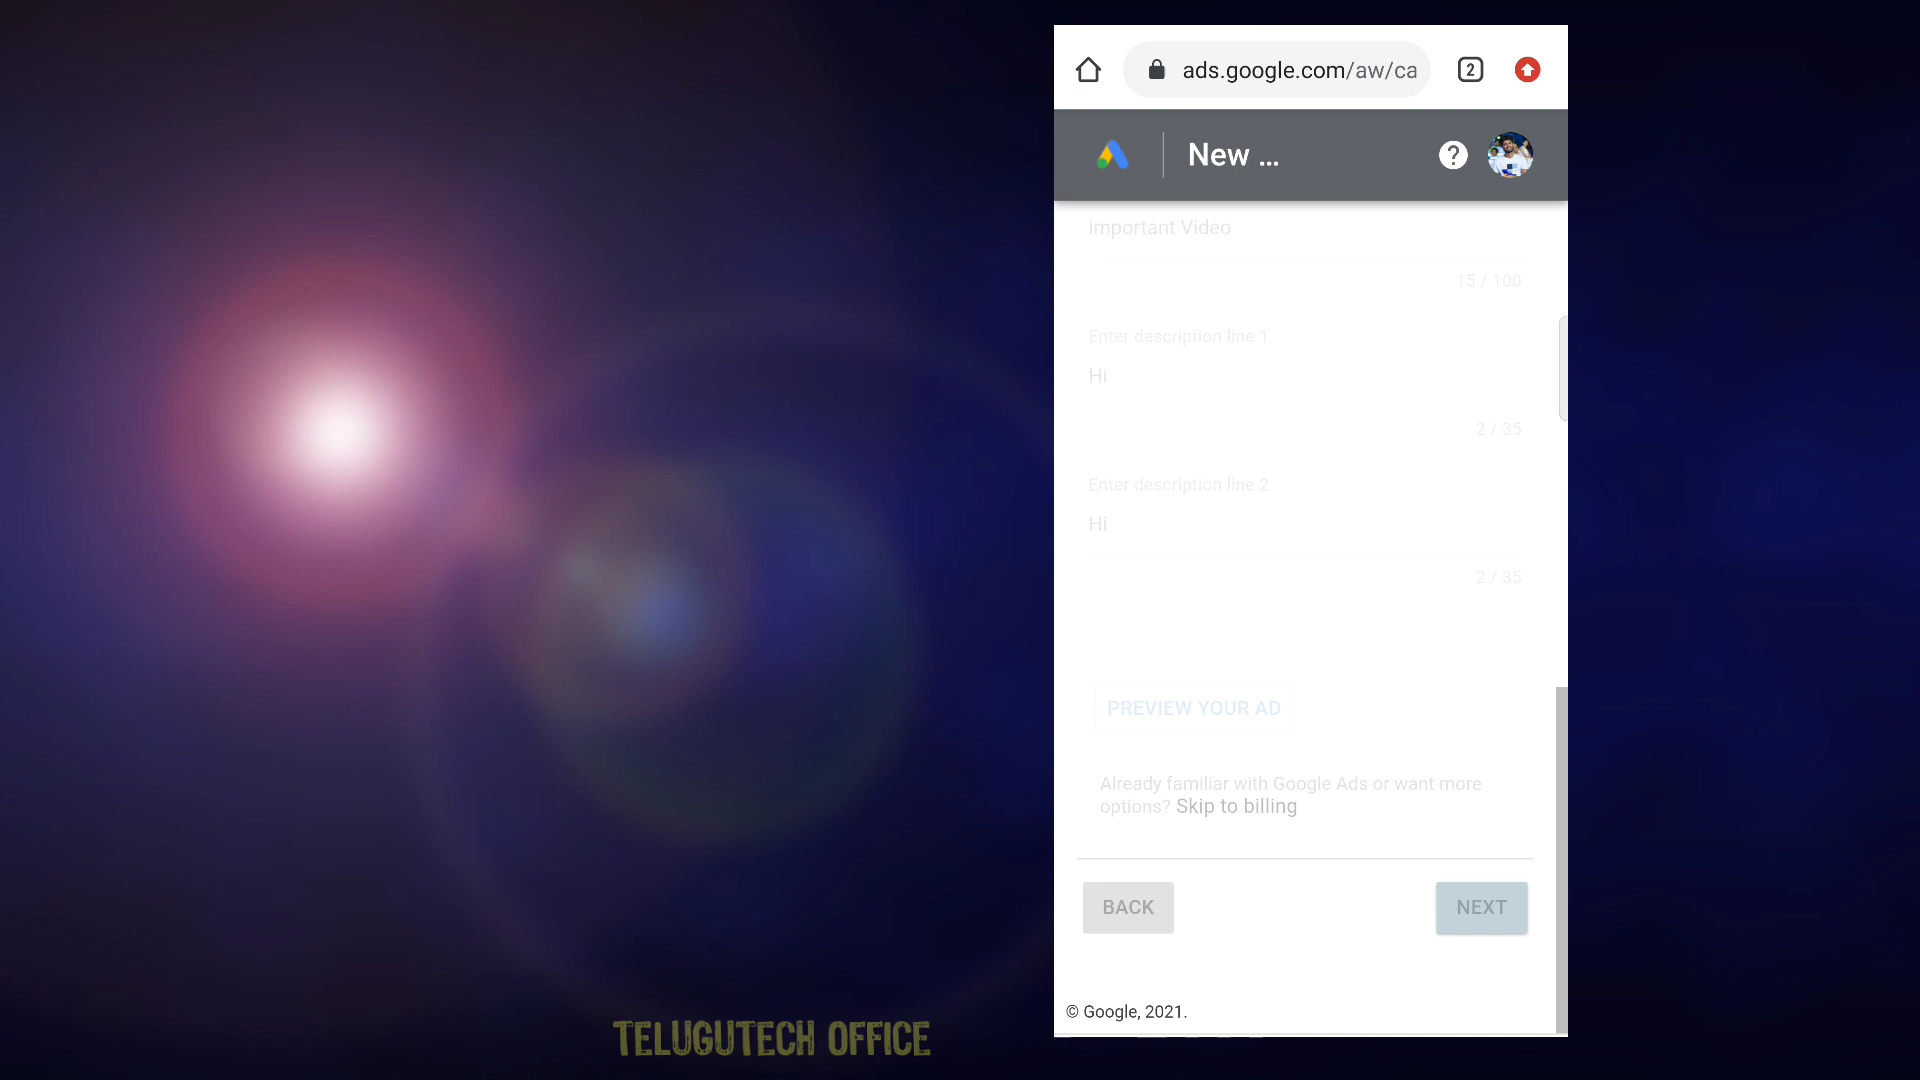 ads.google.com/aw/ca
2
New ...
Important Video
15 / 100
Enter description line 1
Hi
2 / 35
Enter description line 2
Hi
2 / 35
PREVIEW YOUR AD
Already familiar with Google Ads or want more
options? Skip to billing
BACK
NEXT
© Google, 2021.
TELUGUTECH OFFICE